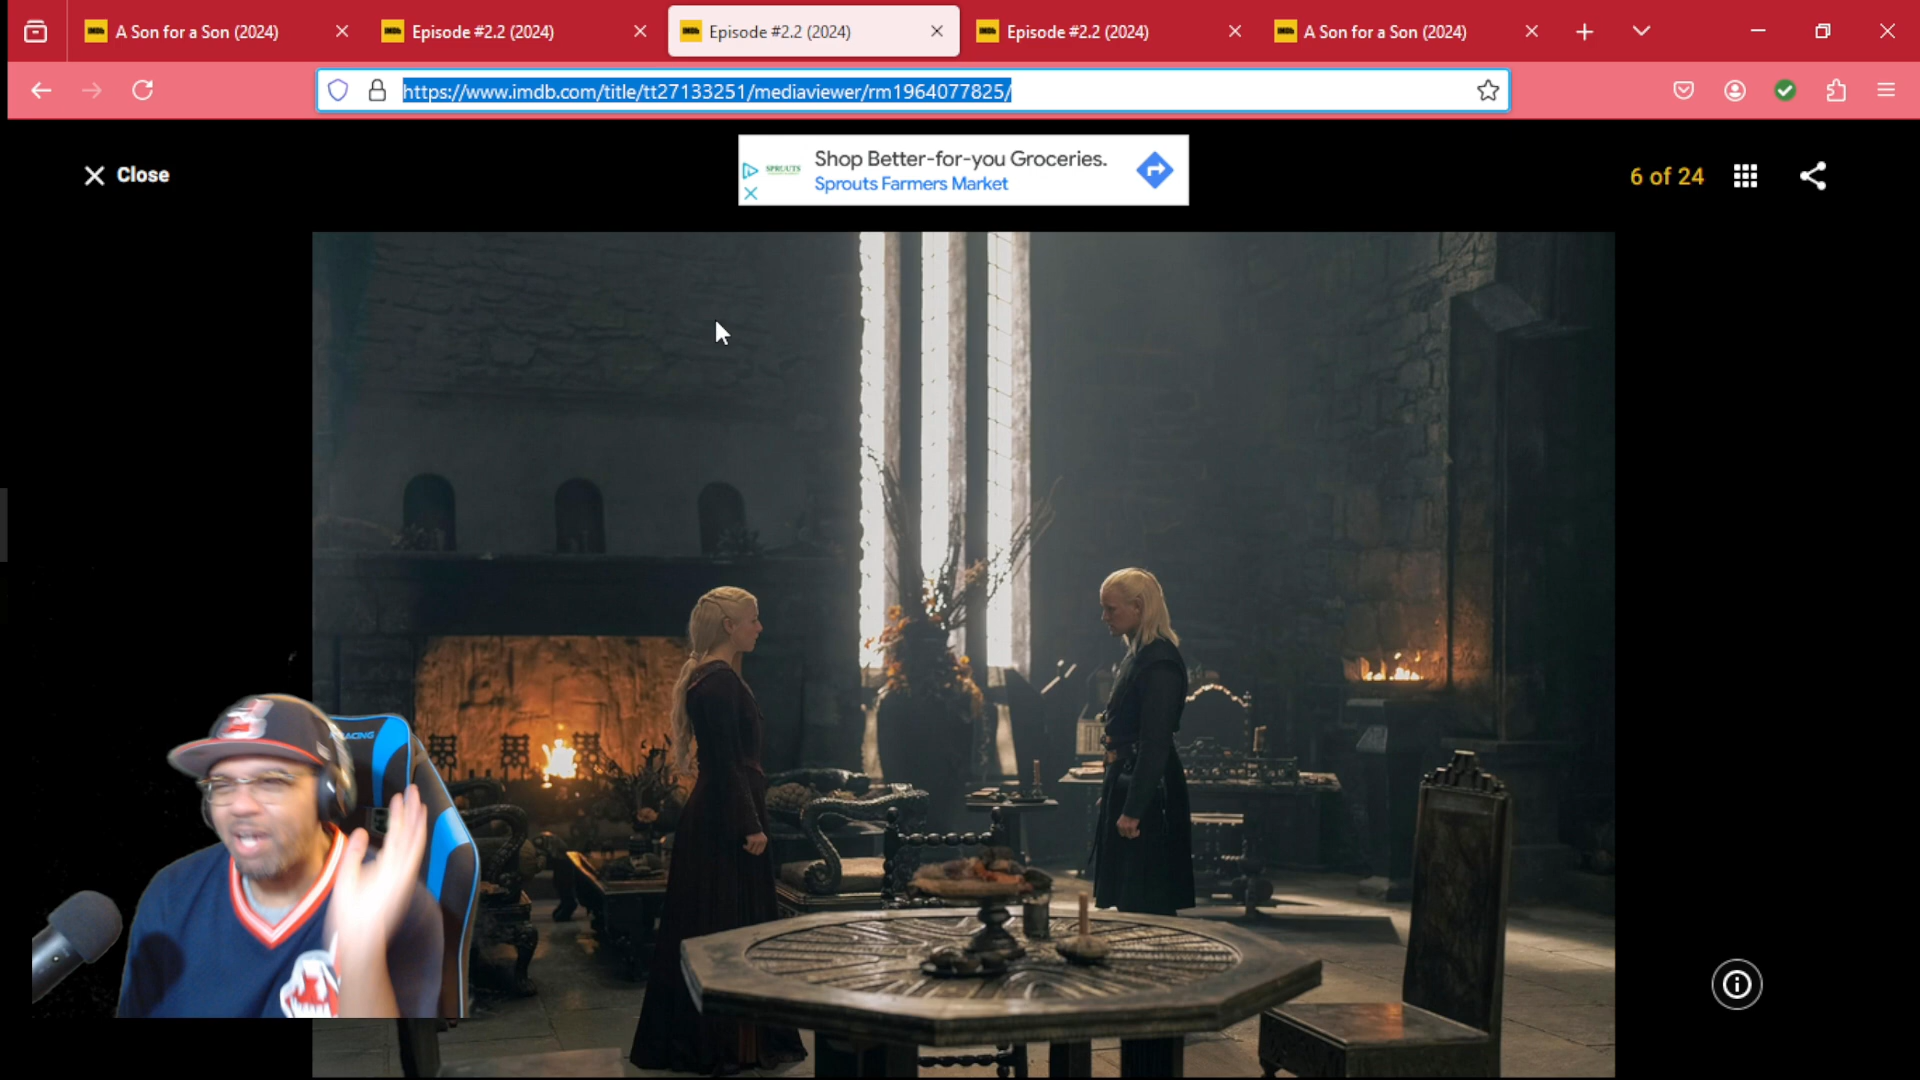 A Son for a Son (2024)
Episode #2.2 (2024)
Episode #2.2 (2024)
Episode #2.2 (2024)
A Son for a Son (2024)
https://www.imdb.com/title/tt27133251/mediaviewer/rm1964077825/
Close
SPROUTS
Shop Better-for-you Groceries.
Sprouts Farmers Market
6 of 24